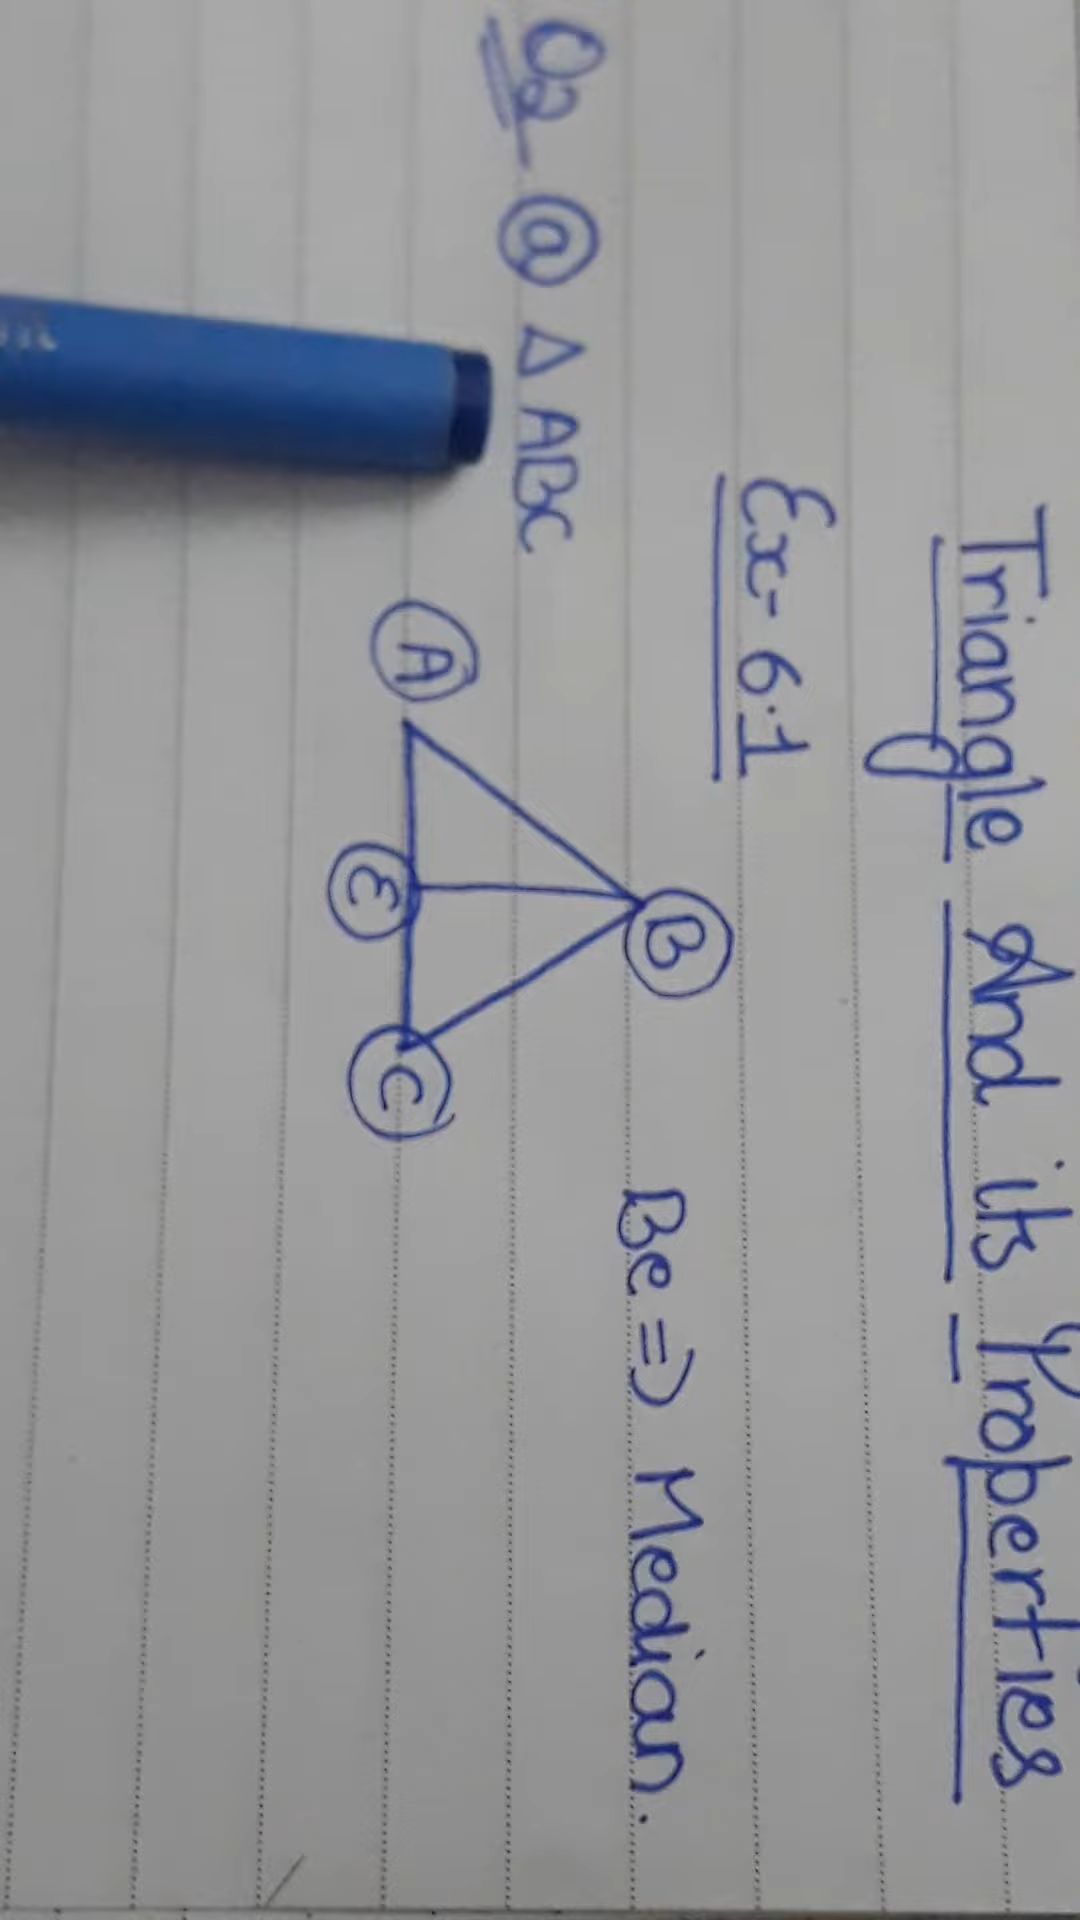 Triangle And its Properties
Ex- 6.1
Q2 (a) Δ ABC
B
Be => Median.
A
E
C